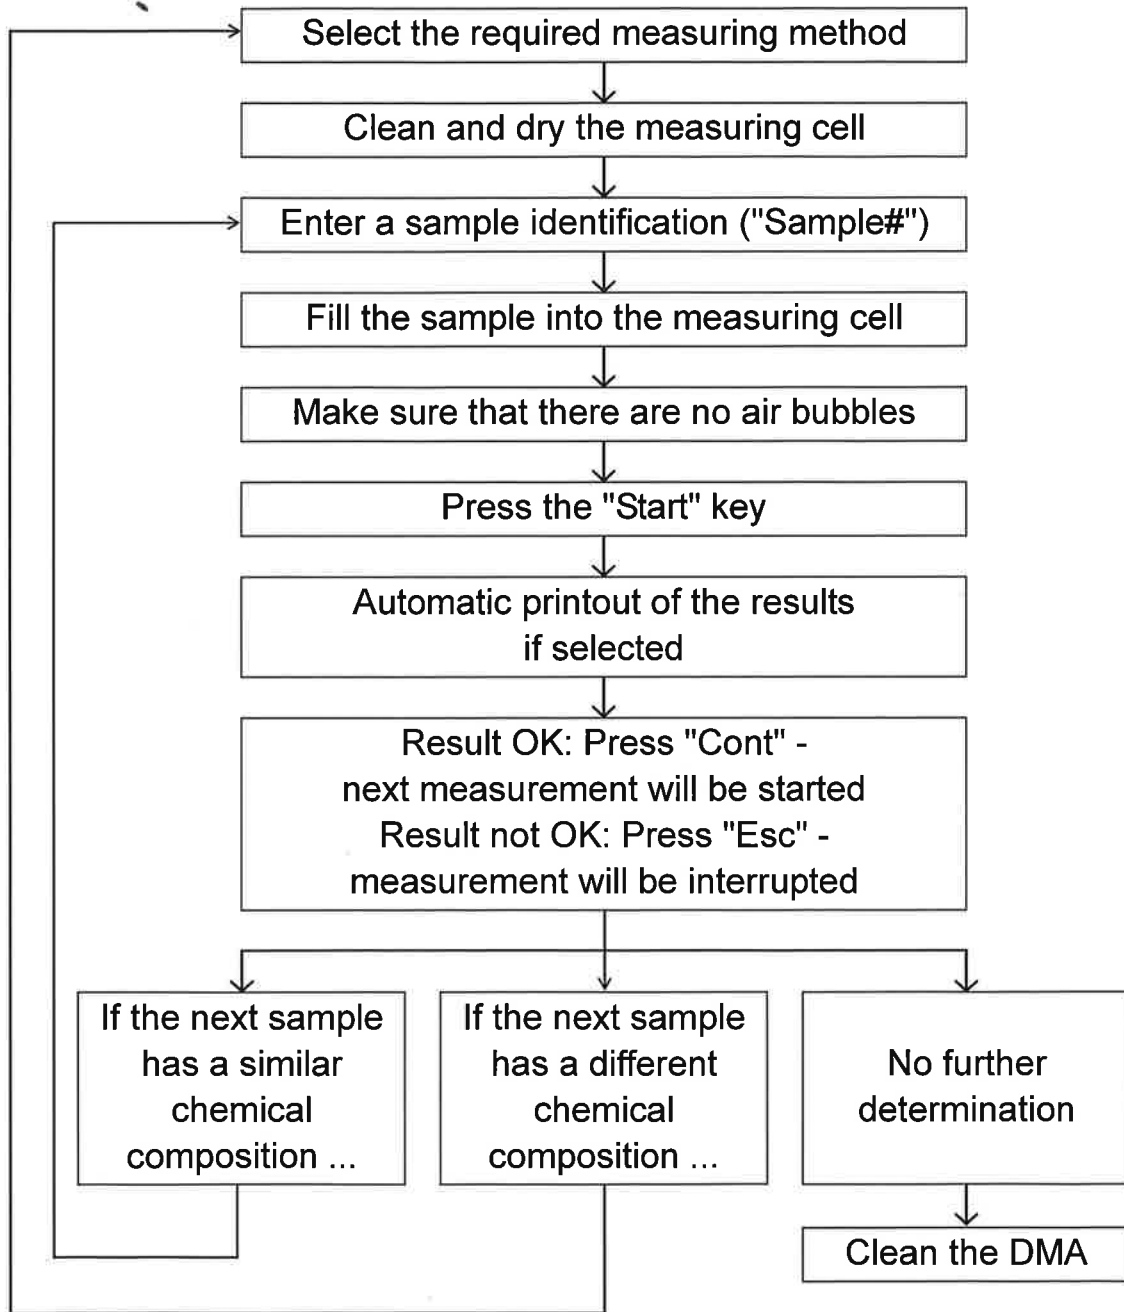 Select the required measuring method
Clean and dry the measuring cell
Enter a sample identification ("Sample#")
Fill the sample into the measuring cell
Make sure that there are no air bubbles
Press the "Start" key
Automatic printout of the results
if selected
Result OK: Press "Cont" -
next measurement will be started
Result not OK: Press "Esc" -
measurement will be interrupted
If the next sample
has a similar
chemical
composition ...
If the next sample
has a different
chemical
composition ...
No further
determination
Clean the DMA